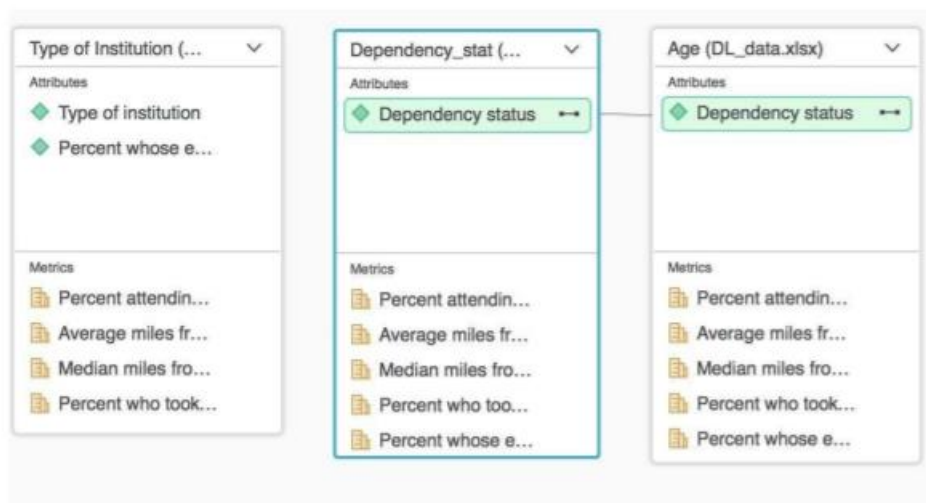 Type of Institution (...
Attributes
Type of institution
Percent whose e...
Metrics
Percent attendin...
Average miles fr...
Median miles fro...
Percent who took...
Dependency_stat (...
Attributes
Dependency status
Metrics
Percent attendin...
Average miles fr...
Median miles fro...
Percent who too...
Percent whose e...
Age (DL_data.xlsx)
Attributes
Dependency status
Metrics
Percent attendin...
Average miles fr...
Median miles fro...
Percent who took...
Percent whose e...